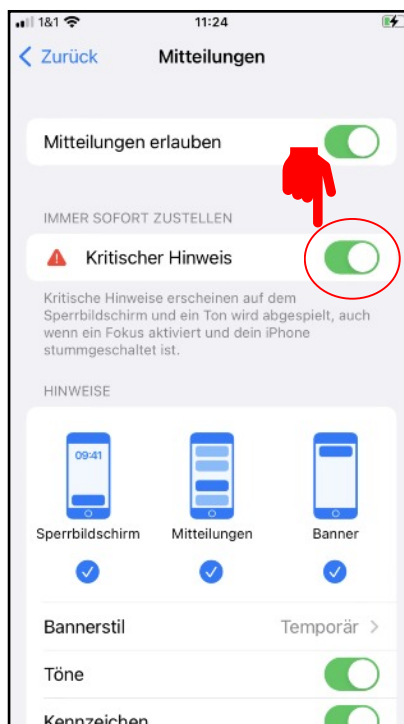 1&1 11:24
Zurück Mitteilungen
Mitteilungen erlauben
IMMER SOFORT ZUSTELLEN
Kritischer Hinweis
Kritische Hinweise erscheinen auf dem
Sperrbildschirm und ein Ton wird abgespielt, auch
wenn ein Fokus aktiviert und dein iPhone
stummgeschaltet ist.
HINWEISE
09:41
Sperrbildschirm Mitteilungen Banner
Bannerstil Temporär
Töne
Kennzeichen